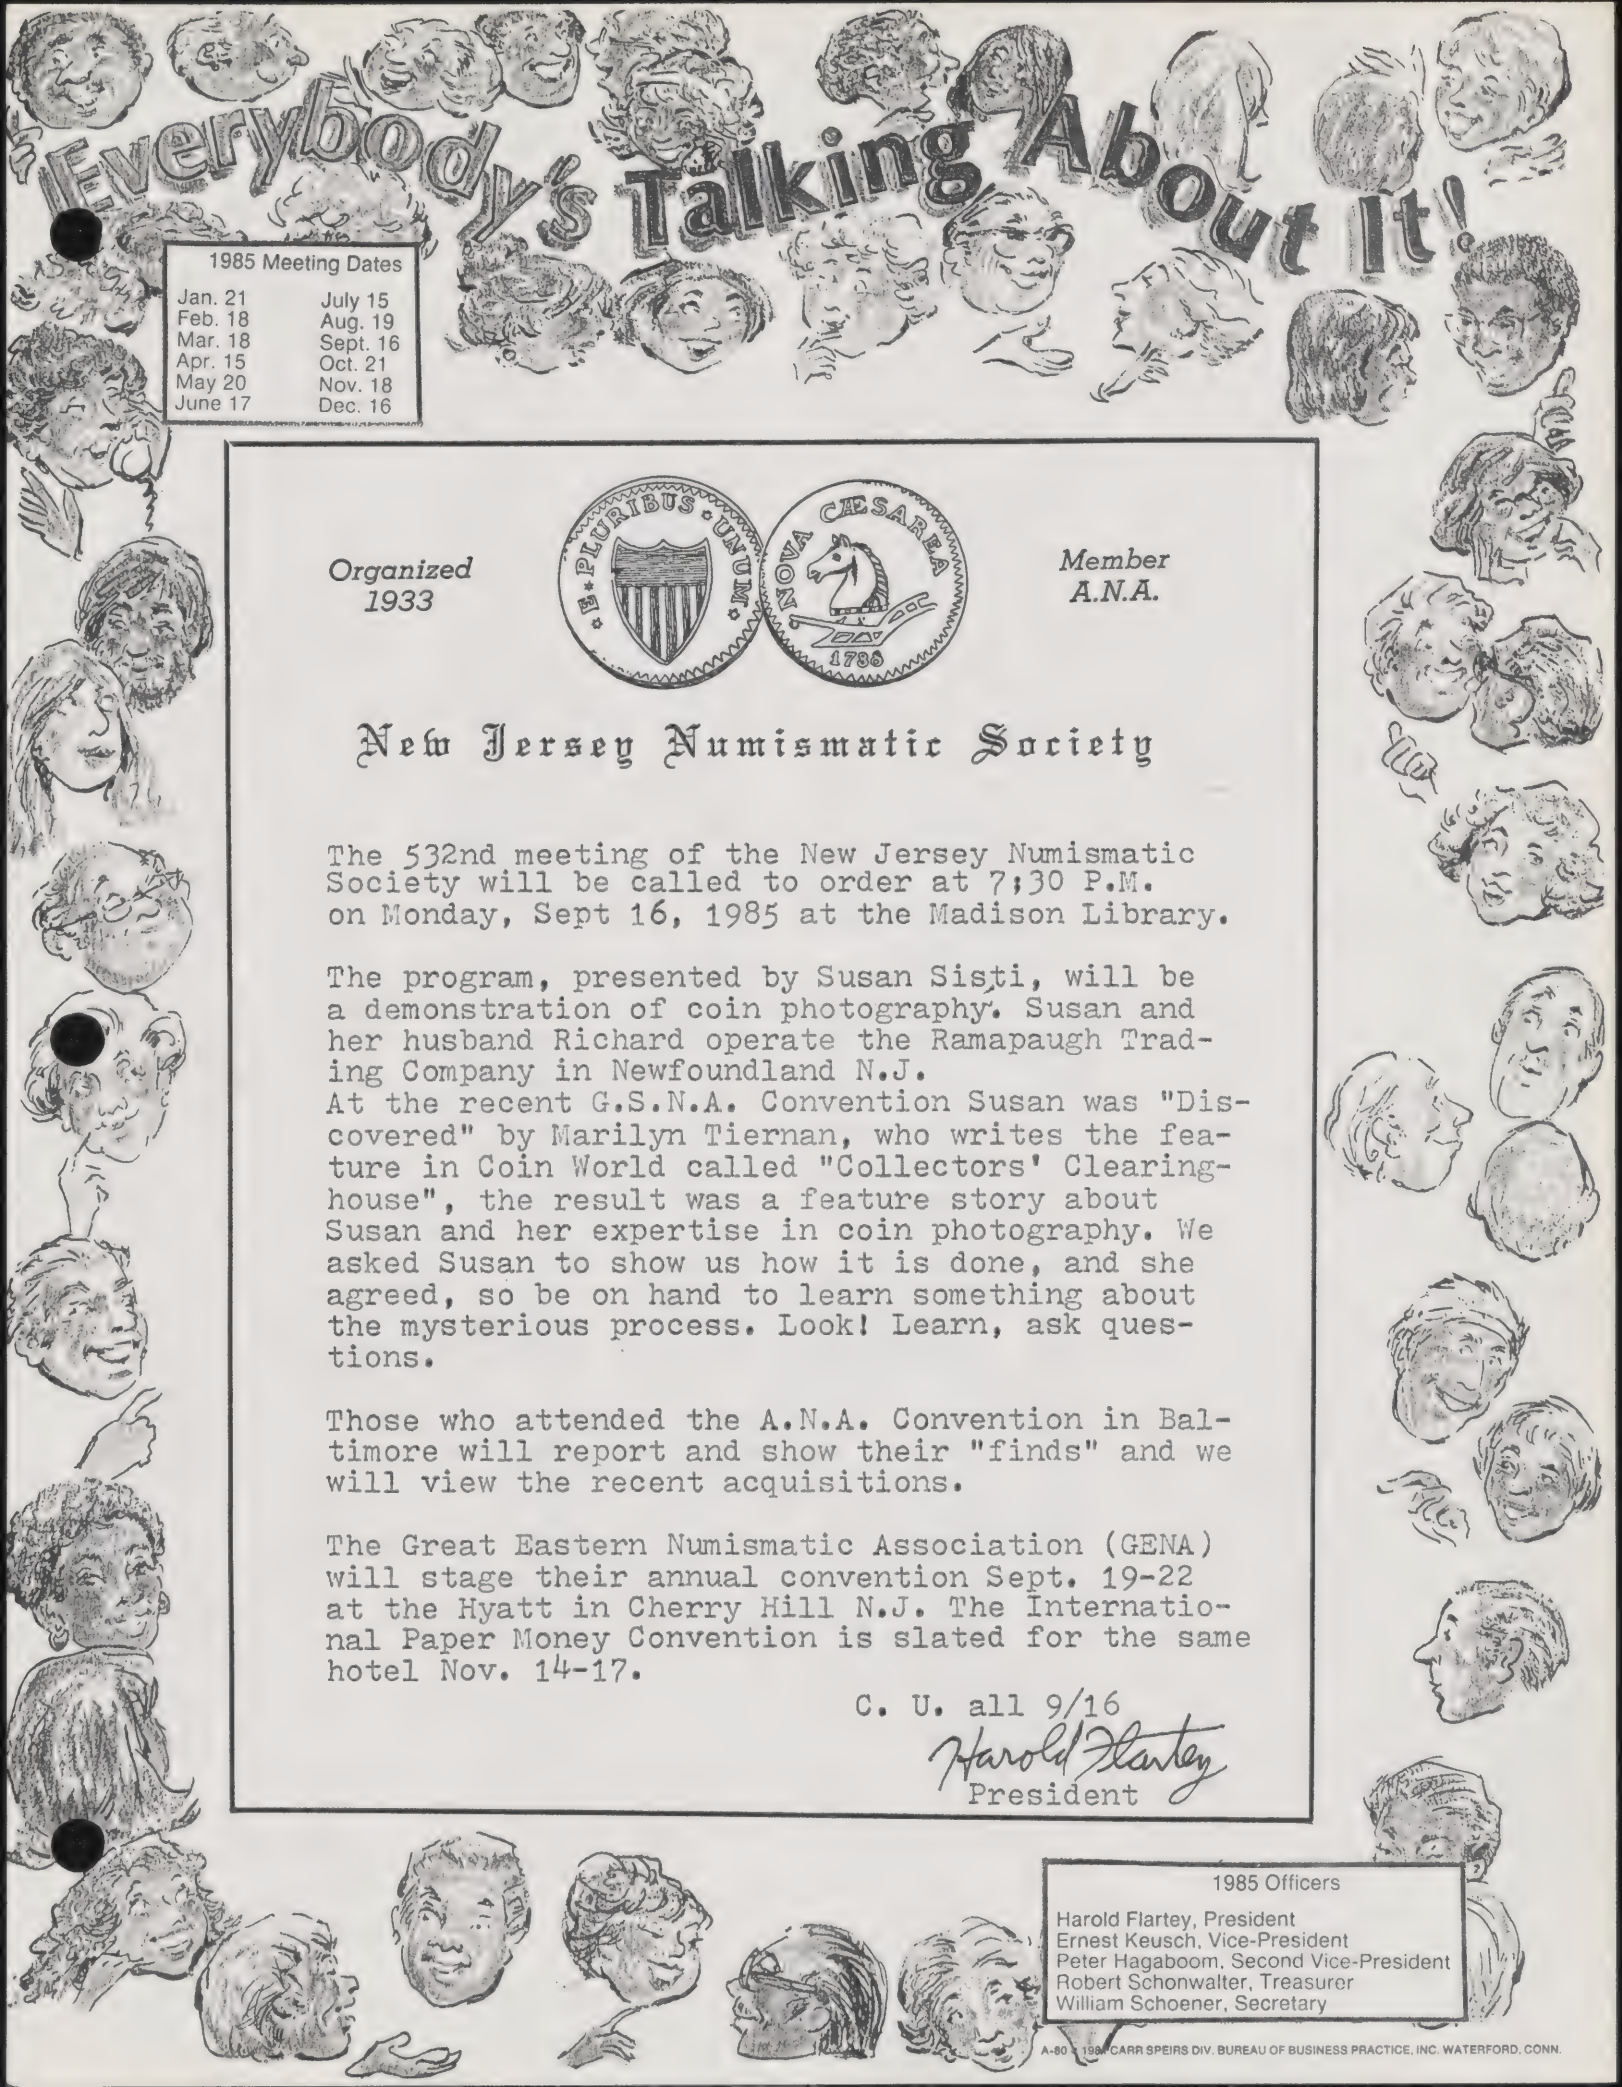 Everybody's Talking About It!
1985 Meeting Dates
Jan. 21 July 15
Feb. 18 Aug. 19
Mar. 18 Sept. 16
Apr. 15 Oct. 21
May 20 Nov. 18
June 17 Dec. 16
Organized
1933
E * PLURIBUS * UNUM *
NOVA CÆSAREA
1786
Member
A.N.A.
New Jersey Numismatic Society
The 532nd meeting of the New Jersey Numismatic
Society will be called to order at 7;30 P.M.
on Monday, Sept 16, 1985 at the Madison Library.
The program, presented by Susan Sisti, will be
a demonstration of coin photography. Susan and
her husband Richard operate the Ramapaugh Trad-
ing Company in Newfoundland N.J.
At the recent G.S.N.A. Convention Susan was "Dis-
covered" by Marilyn Tiernan, who writes the fea-
ture in Coin World called "Collectors' Clearing-
house", the result was a feature story about
Susan and her expertise in coin photography. We
asked Susan to show us how it is done, and she
agreed, so be on hand to learn something about
the mysterious process. Look! Learn, ask ques-
tions.
Those who attended the A.N.A. Convention in Bal-
timore will report and show their "finds" and we
will view the recent acquisitions.
The Great Eastern Numismatic Association (GENA)
will stage their annual convention Sept. 19-22
at the Hyatt in Cherry Hill N.J. The Internatio-
nal Paper Money Convention is slated for the same
hotel Nov. 14-17.
C. U. all 9/16
Harold Flartey
President
1985 Officers
Harold Flartey, President
Ernest Keusch, Vice-President
Peter Hagaboom, Second Vice-President
Robert Schonwalter, Treasurer
William Schoener, Secretary
A-80 CARR SPEIRS DIV. BUREAU OF BUSINESS PRACTICE, INC. WATERFORD, CONN.